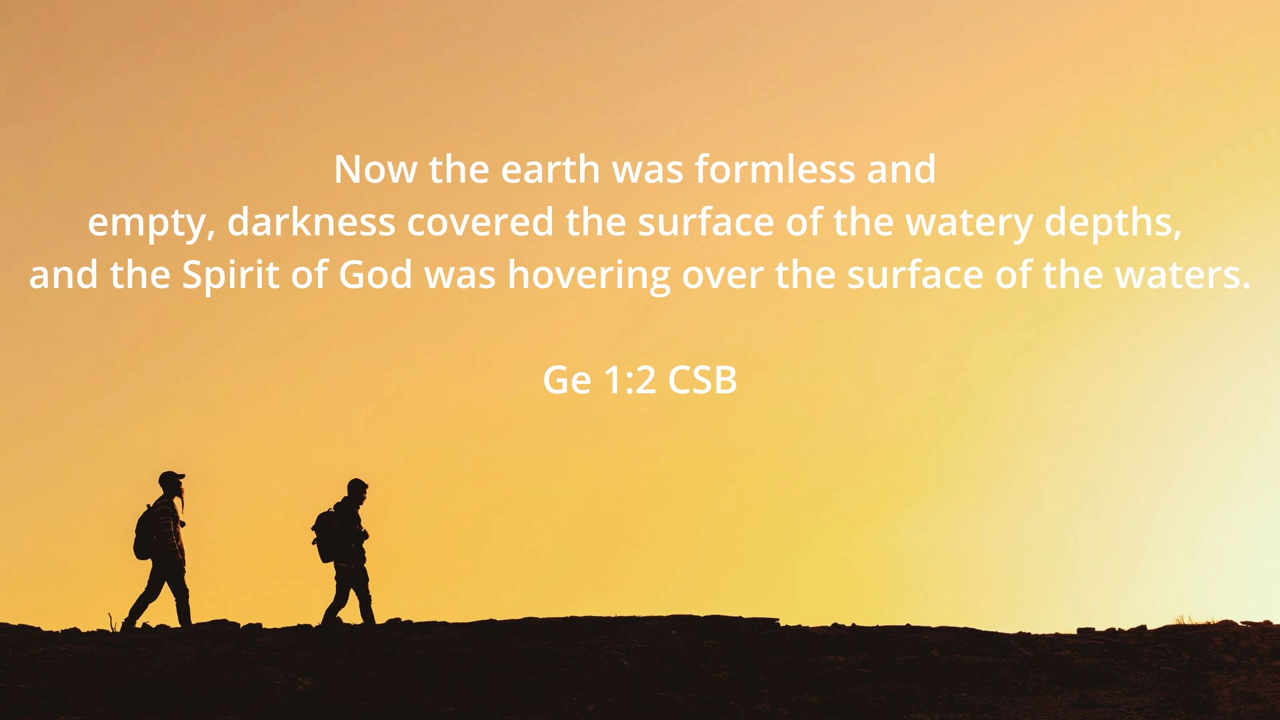 Now the earth was formless and
empty, darkness covered the surface of the watery depths,
and the Spirit of God was hovering over the surface of the waters.
Ge 1:2 CSB